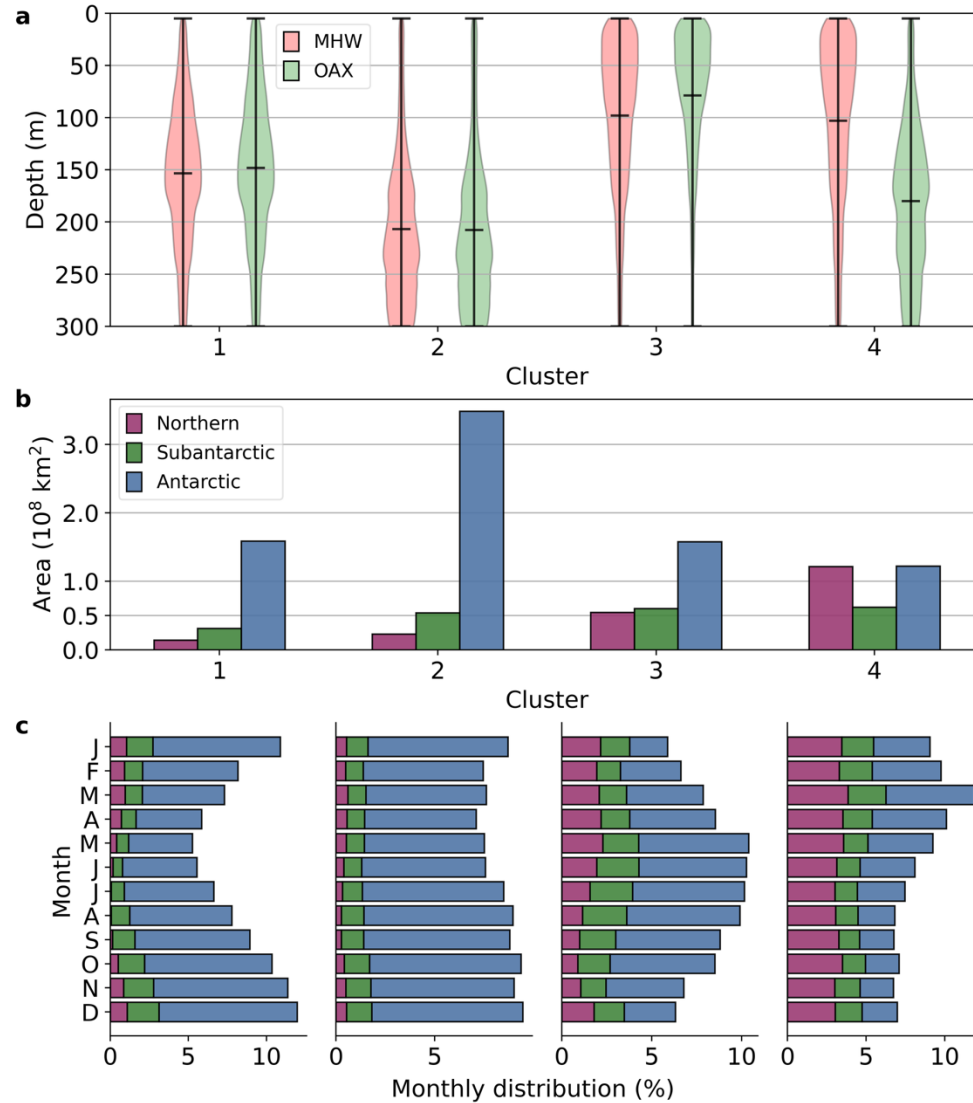 a
MHW
OAX
0
50
100
150
200
250
300
Depth (m)
1 2 3 4
Cluster
b
Northern
Subantarctic
Antarctic
3.0
2.0
1.0
0.5
0.0
Area (10⁸ km²)
1 2 3 4
Cluster
c
J
F
M
A
M
J
J
A
S
O
N
D
Month
0 5 10 0 5 0 5 10 0 5 10
Monthly distribution (%)